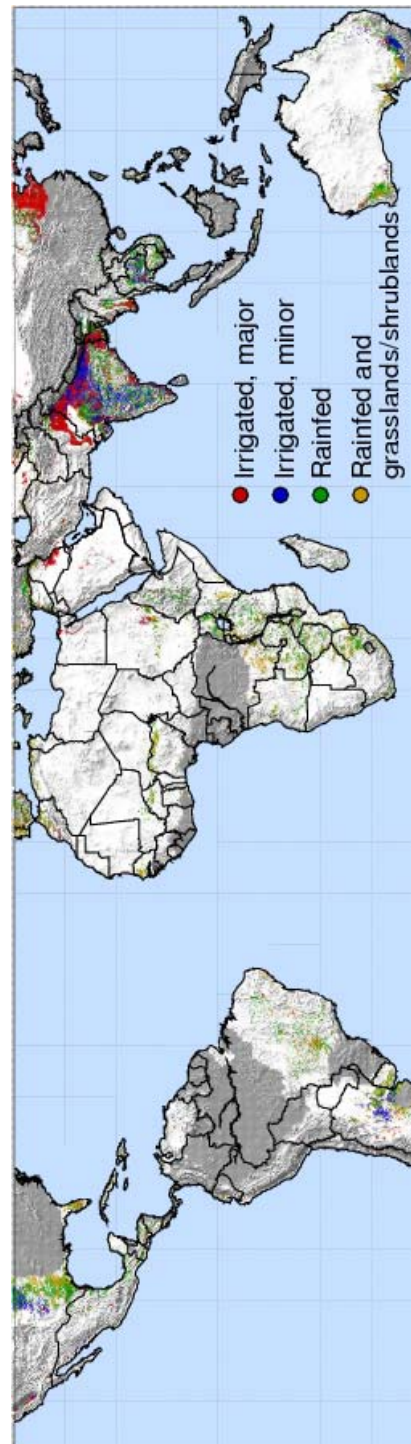 Irrigated, major
Irrigated, minor
Rainfed
Rainfed and
grasslands/shrublands